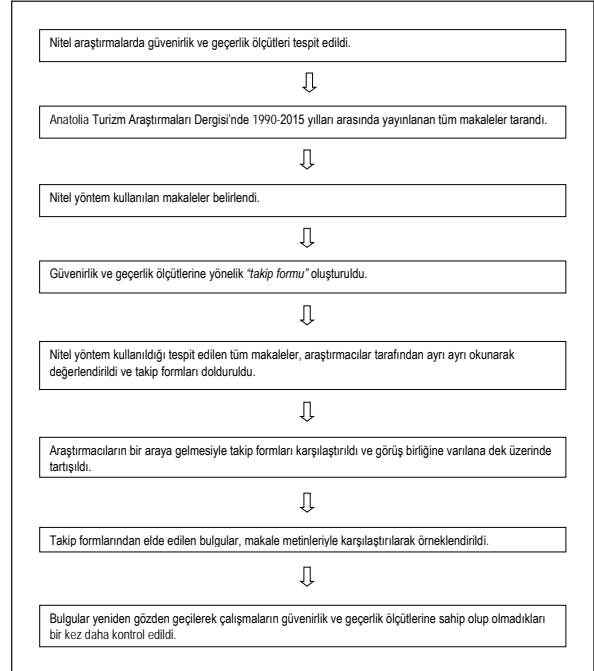 Nitel araştırmalarda güvenirlik ve geçerlik ölçütleri tespit edildi.
Anatolia Turizm Araştırmaları Dergisi'nde 1990-2015 yılları arasında yayınlanan tüm makaleler tarandı.
Nitel yöntem kullanılan makaleler belirlendi.
Güvenirlik ve geçerlik ölçütlerine yönelik "takip formu" oluşturuldu.
Nitel yöntem kullanıldığı tespit edilen tüm makaleler, araştırmacılar tarafından ayrı ayrı okunarak
değerlendirildi ve takip formları dolduruldu.
Araştırmacıların bir araya gelmesiyle takip formları karşılaştırıldı ve görüş birliğine varılana dek üzerinde
tartışıldı.
Takip formlarından elde edilen bulgular, makale metinleriyle karşılaştırılarak örneklendirildi.
Bulgular yeniden gözden geçilerek çalışmaların güvenirlik ve geçerlik ölçütlerine sahip olup olmadıkları
bir kez daha kontrol edildi.